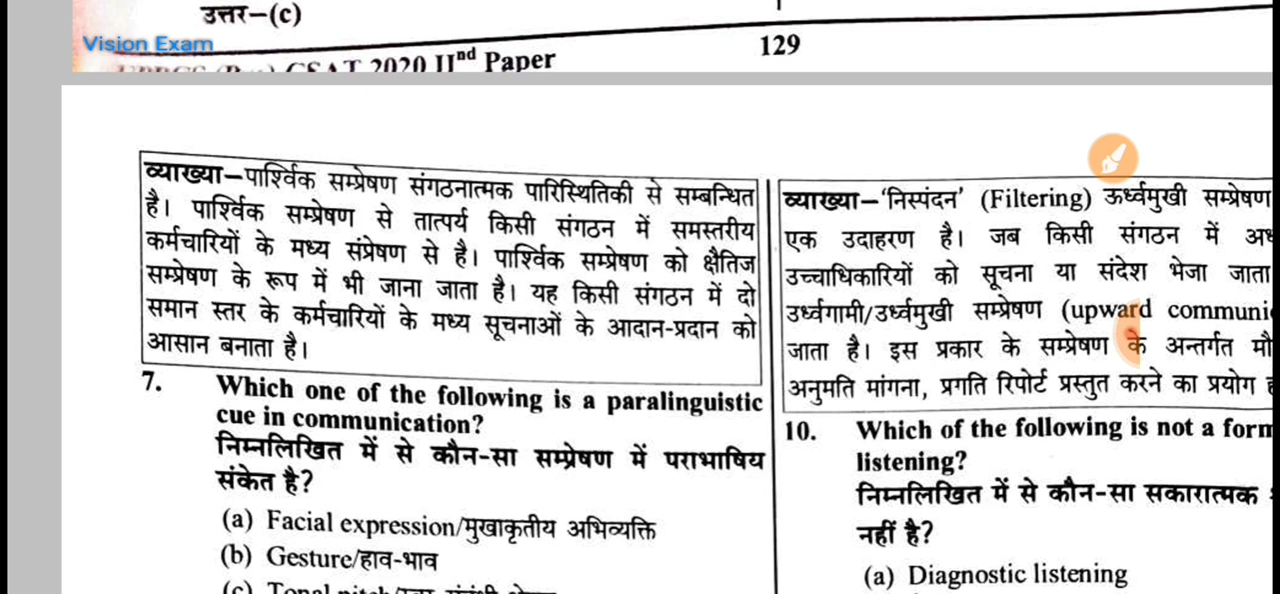 उत्तर–(c)
Vision Exam
129
CSAT 2020 IInd Paper
व्याख्या–पार्श्विक सम्प्रेषण संगठनात्मक पारिस्थितिकी से सम्बन्धित
है। पार्श्विक सम्प्रेषण से तात्पर्य किसी संगठन में समस्तरीय
कर्मचारियों के मध्य संप्रेषण से है। पार्श्विक सम्प्रेषण को क्षैतिज
सम्प्रेषण के रूप में भी जाना जाता है। यह किसी संगठन में दो
समान स्तर के कर्मचारियों के मध्य सूचनाओं के आदान-प्रदान को
आसान बनाता है।
7. Which one of the following is a paralinguistic
cue in communication?
निम्नलिखित में से कौन-सा सम्प्रेषण में पराभाषिय
संकेत है?
(a) Facial expression/मुखाकृतीय अभिव्यक्ति
(b) Gesture/हाव-भाव
(c) Tonal pitch
व्याख्या–‘निस्पंदन’ (Filtering) ऊर्ध्वमुखी सम्प्रेषण
एक उदाहरण है। जब किसी संगठन में
उच्चाधिकारियों को सूचना या संदेश भेजा जाता
उर्ध्वगामी/उर्ध्वमुखी सम्प्रेषण (upward
जाता है। इस प्रकार के सम्प्रेषण के अन्तर्गत
अनुमति मांगना, प्रगति रिपोर्ट प्रस्तुत करने का प्रयोग
10. Which of the following is not a form
listening?
निम्नलिखित में से कौन-सा सकारात्मक
नहीं है?
(a) Diagnostic listening